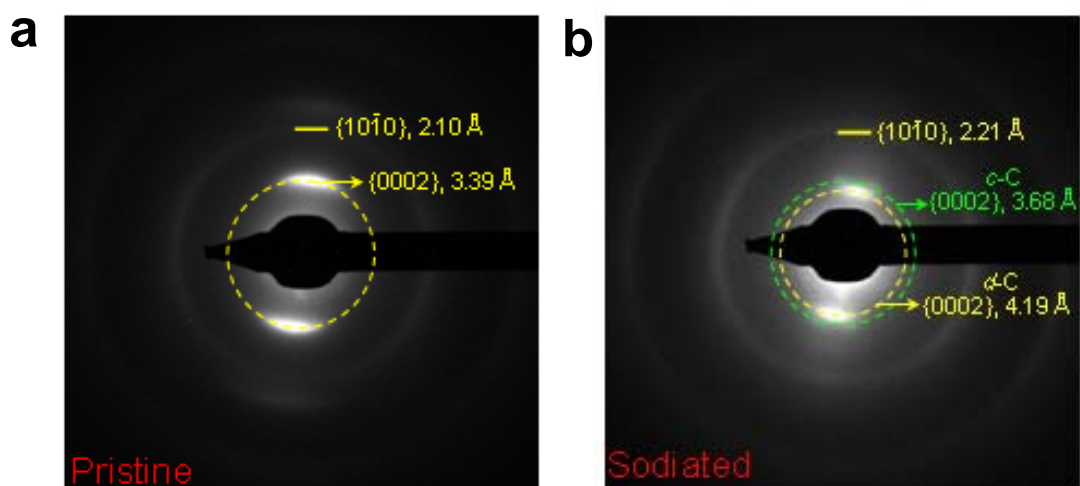 a
{101̄0}, 2.10 Å
{0002}, 3.39 Å
Pristine
b
{101̄0}, 2.21 Å
c-C
{0002}, 3.68 Å
d-C
{0002}, 4.19 Å
Sodiated